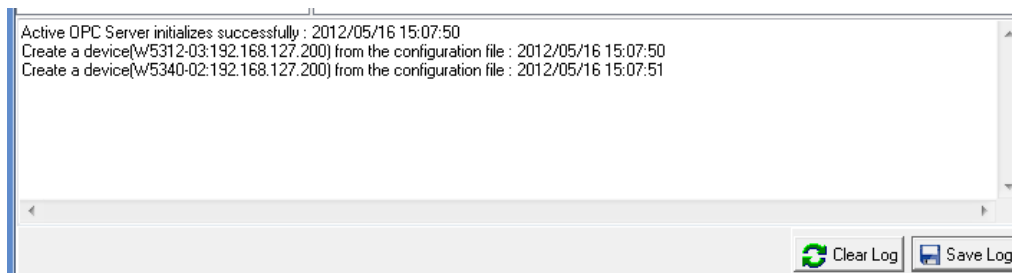 Active OPC Server initializes successfully : 2012/05/16 15:07:50
Create a device(W5312-03:192.168.127.200) from the configuration file : 2012/05/16 15:07:50
Create a device(W5340-02:192.168.127.200) from the configuration file : 2012/05/16 15:07:51
Clear Log
Save Log